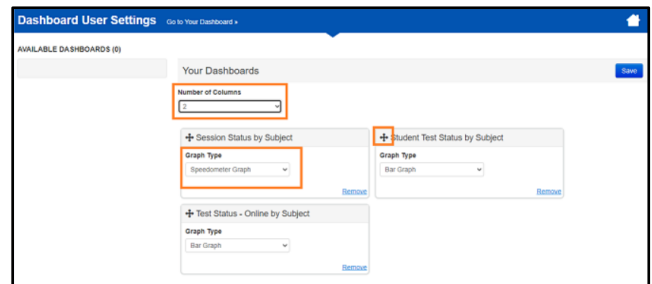 Dashboard User Settings Go to Your Dashboard »
AVAILABLE DASHBOARDS (0)
Your Dashboards
Save
Number of Columns
2
Session Status by Subject
Graph Type
Speedometer Graph
Remove
Student Test Status by Subject
Graph Type
Bar Graph
Remove
Test Status - Online by Subject
Graph Type
Bar Graph
Remove